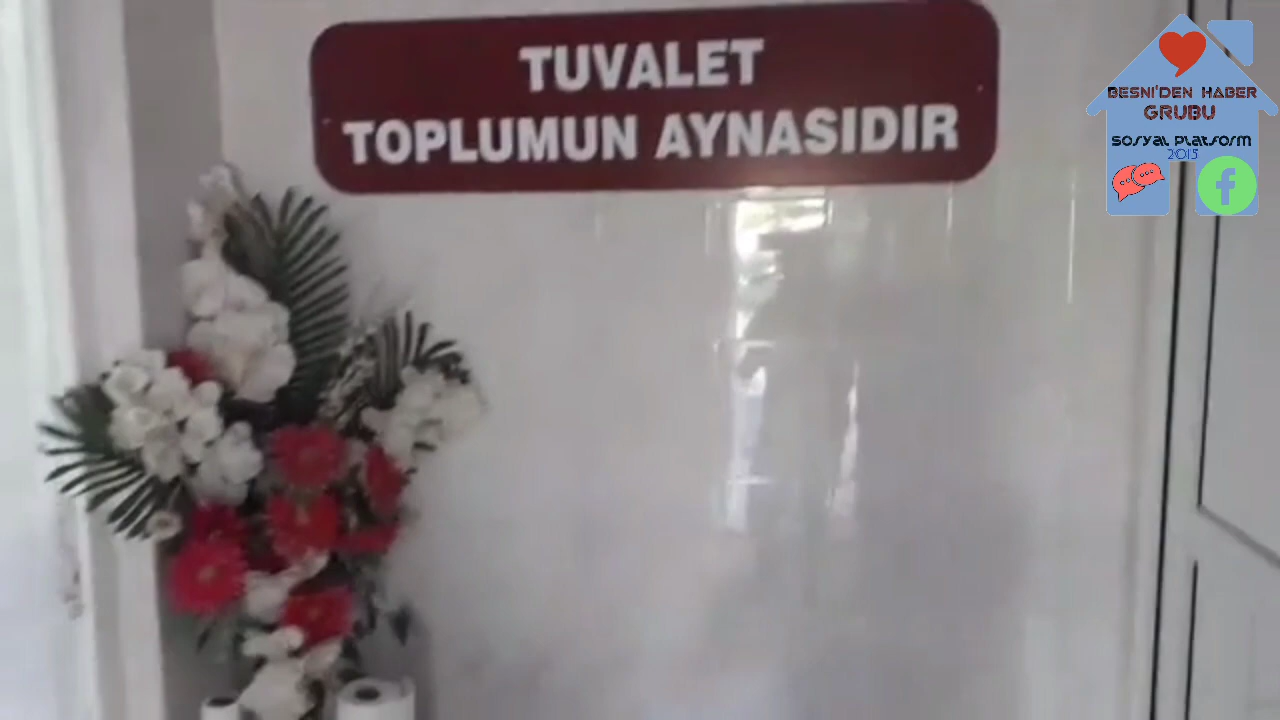 TUVALET
TOPLUMUN AYNASIDIR
BESNİ'DEN HABER
GRUBU
sosyal platform
2015